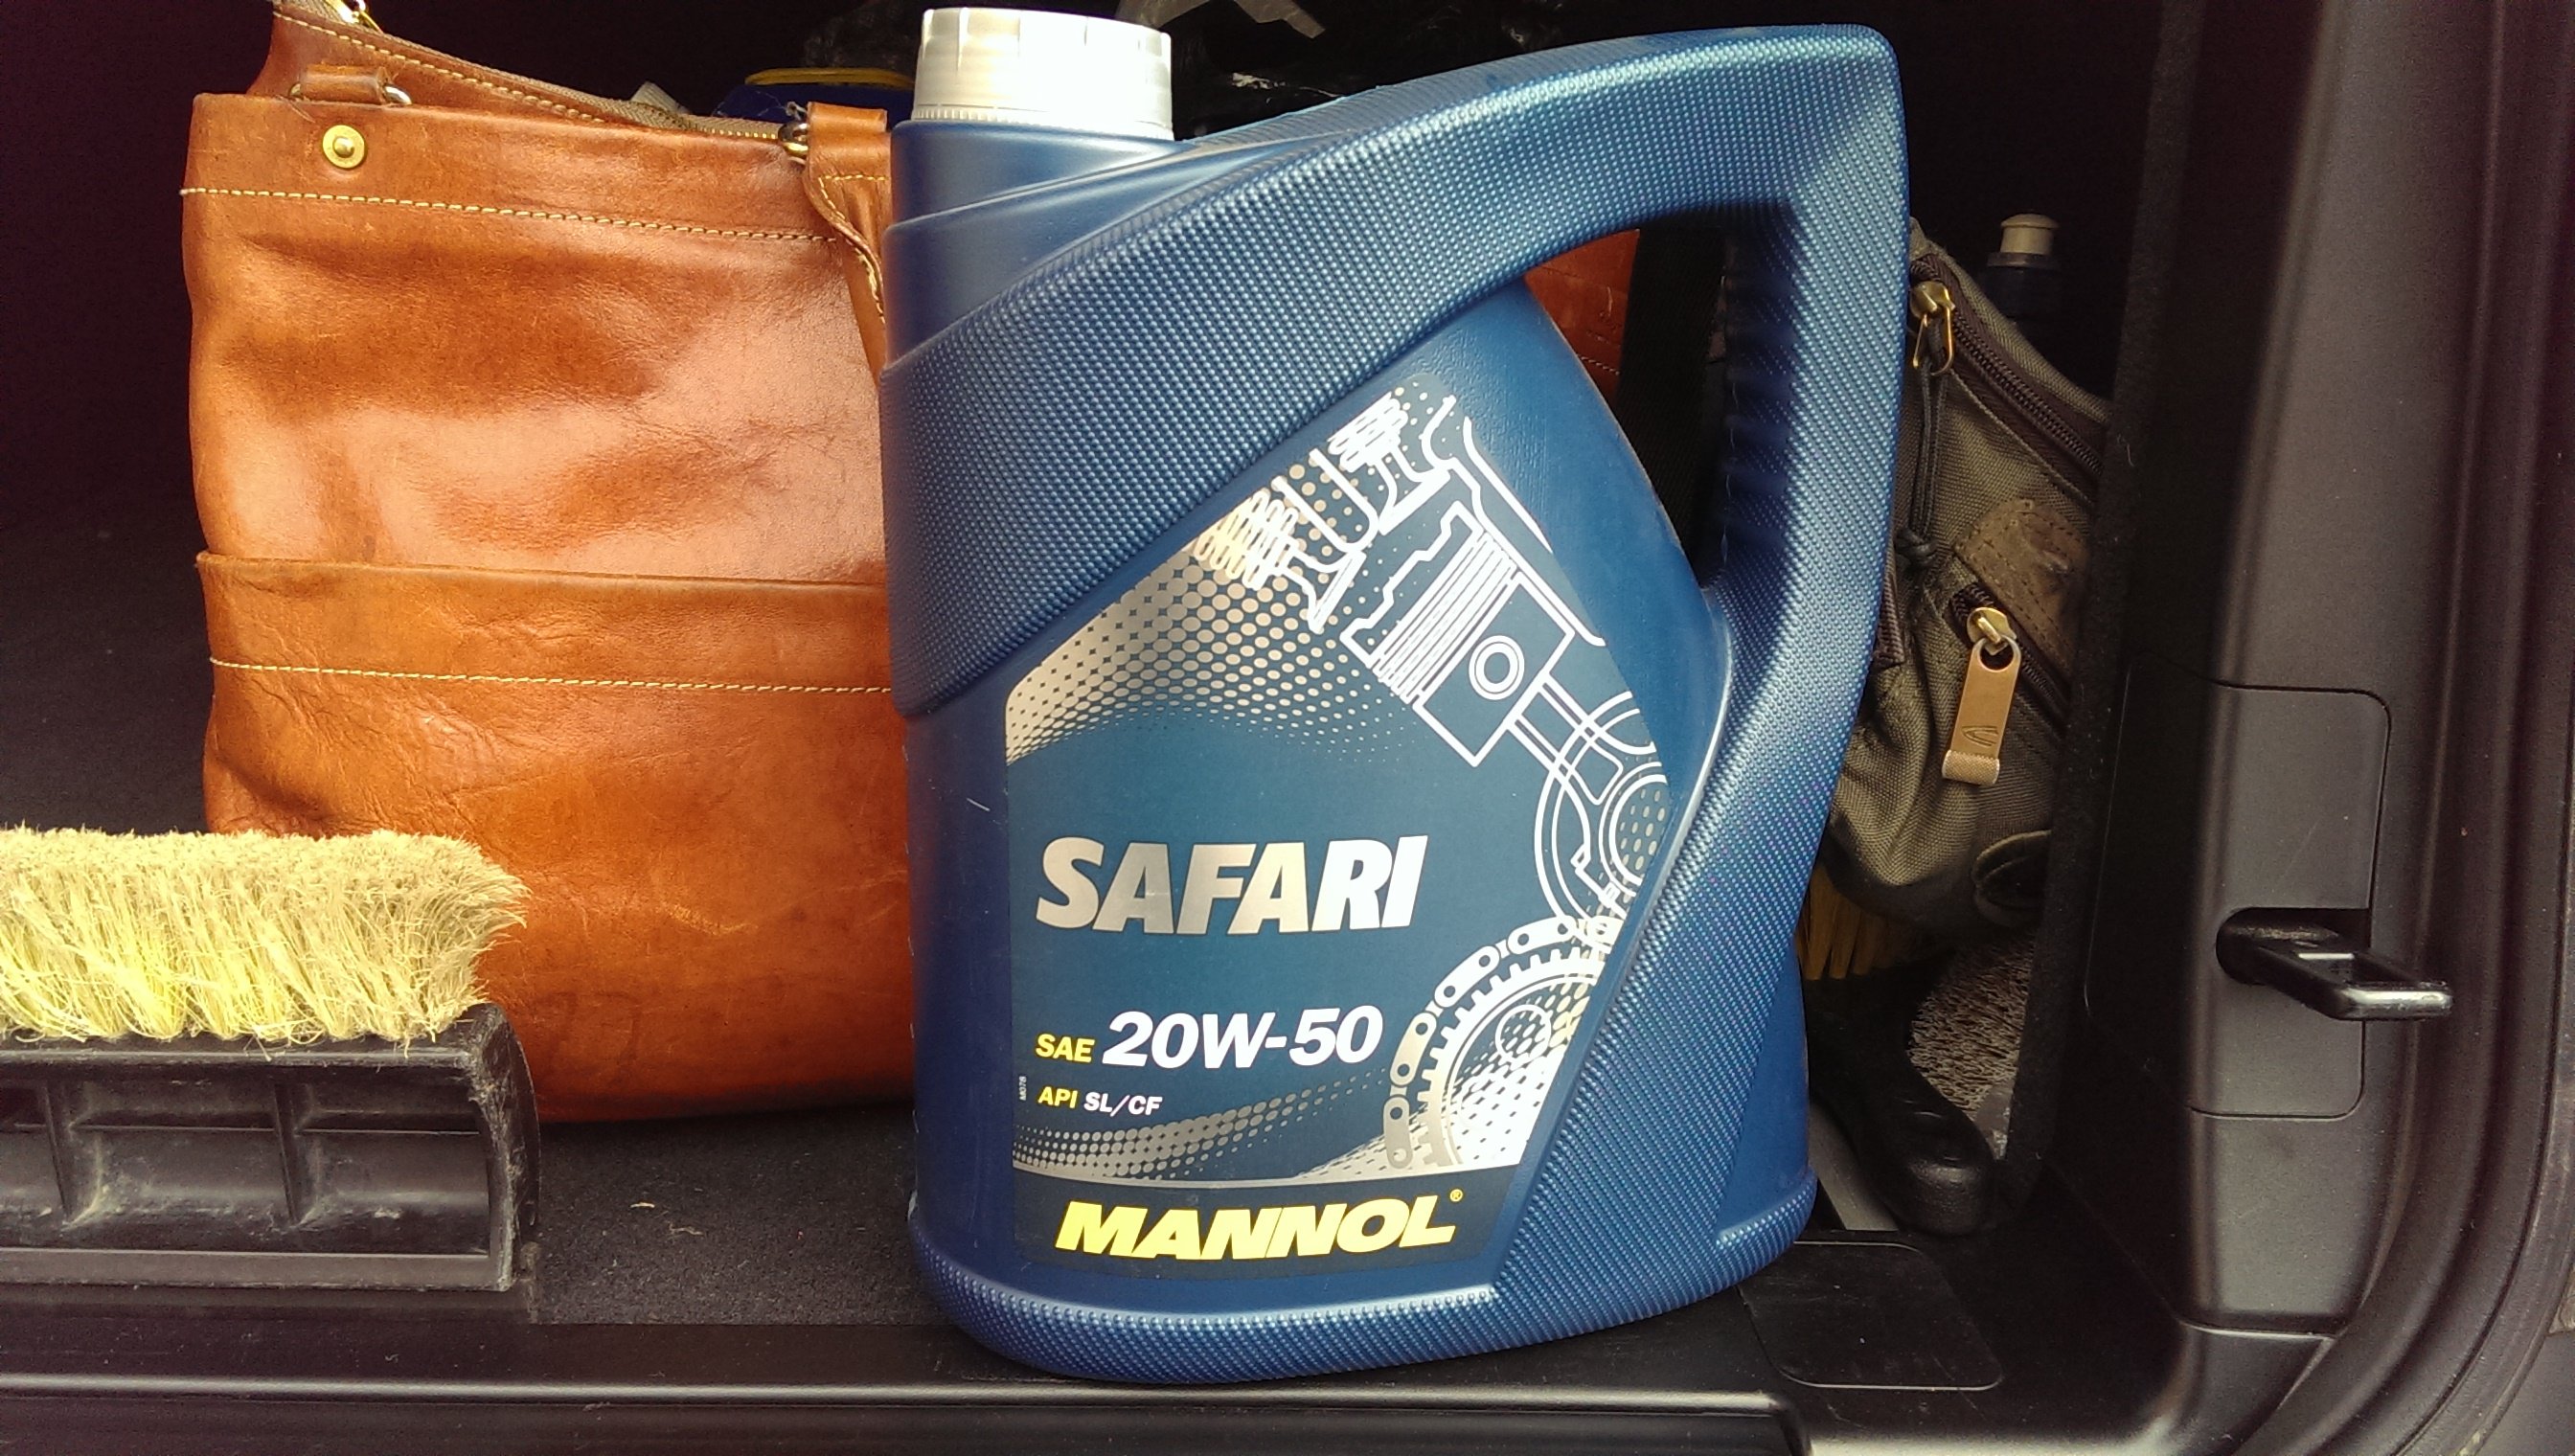 SAFARI
SAE 20W-50
API SL/CF
MANNOL®